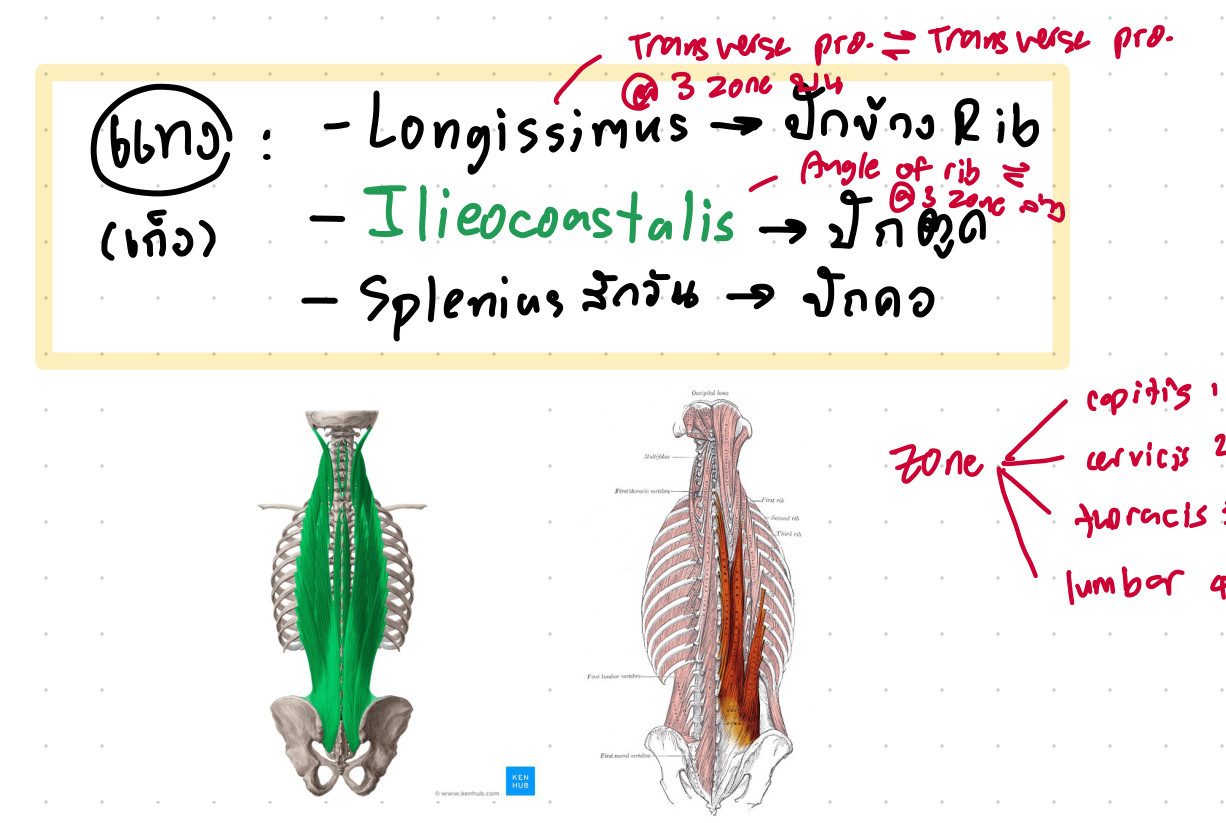 Transverse pro. ⇌ Transverse pro.
@ 3 zone บน
แทง : - Longissimus → ปักข้าง Rib
Angle of rib ⇌
@ 3 zone ล่าง
(เก็ง) - Ilieocoastalis → ปักตูด
- Splenius สักวัน → ปักคอ
zone
capitis 1
cervicis 2
thoracis
lumbar
Occipital bone
Multifidus
First thoracic vertebra
First rib
Second rib
Third rib
First lumbar vertebra
First sacral vertebra
KEN
HUB
© www.kenhub.com